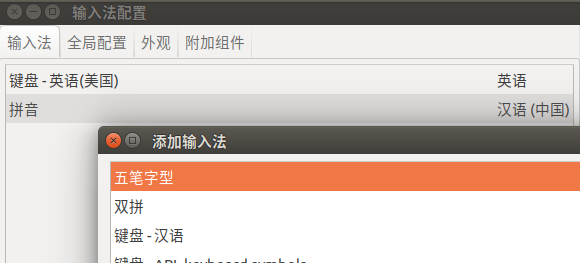 输入法配置
输入法 全局配置 外观 附加组件
键盘 - 英语(美国) 英语
拼音 汉语 (中国)
添加输入法
五笔字型
双拼
键盘 - 汉语